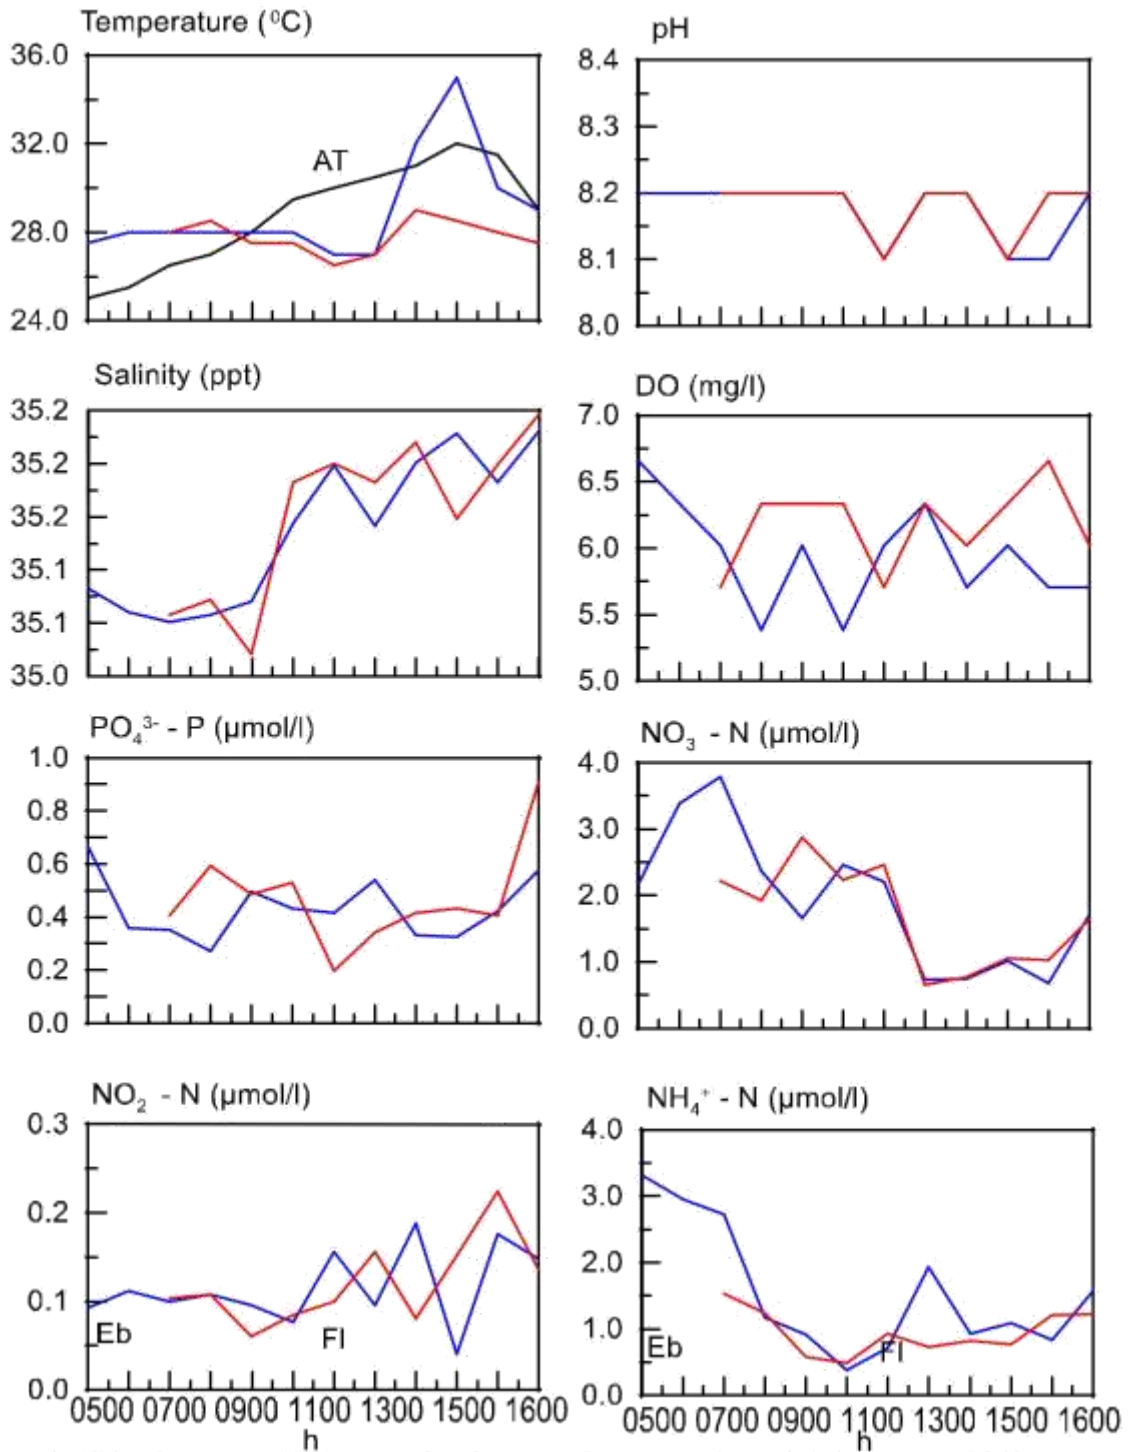 Temperature (⁰C)
36.0
32.0
28.0
24.0
AT
pH
8.4
8.3
8.2
8.1
8.0
Salinity (ppt)
35.2
35.2
35.2
35.1
35.1
35.0
DO (mg/l)
7.0
6.5
6.0
5.5
5.0
PO₄³⁻ - P (µmol/l)
1.0
0.8
0.6
0.4
0.2
0.0
NO₃ - N (µmol/l)
4.0
3.0
2.0
1.0
0.0
NO₂ - N (µmol/l)
0.3
0.2
0.1
0.0
Eb
Fl
0500 0700 0900 1100 1300 1500 1600
h
NH₄⁺ - N (µmol/l)
4.0
3.0
2.0
1.0
0.0
Eb
Fl
0500 0700 0900 1100 1300 1500 1600
h